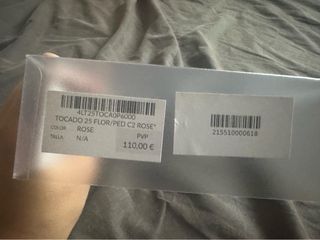 4LT25TOCA0P6000
TOCADO 25 FLOR/PED C2 ROSE*
COLOR ROSE PVP
TALLA N/A 110,00 €
215510000618